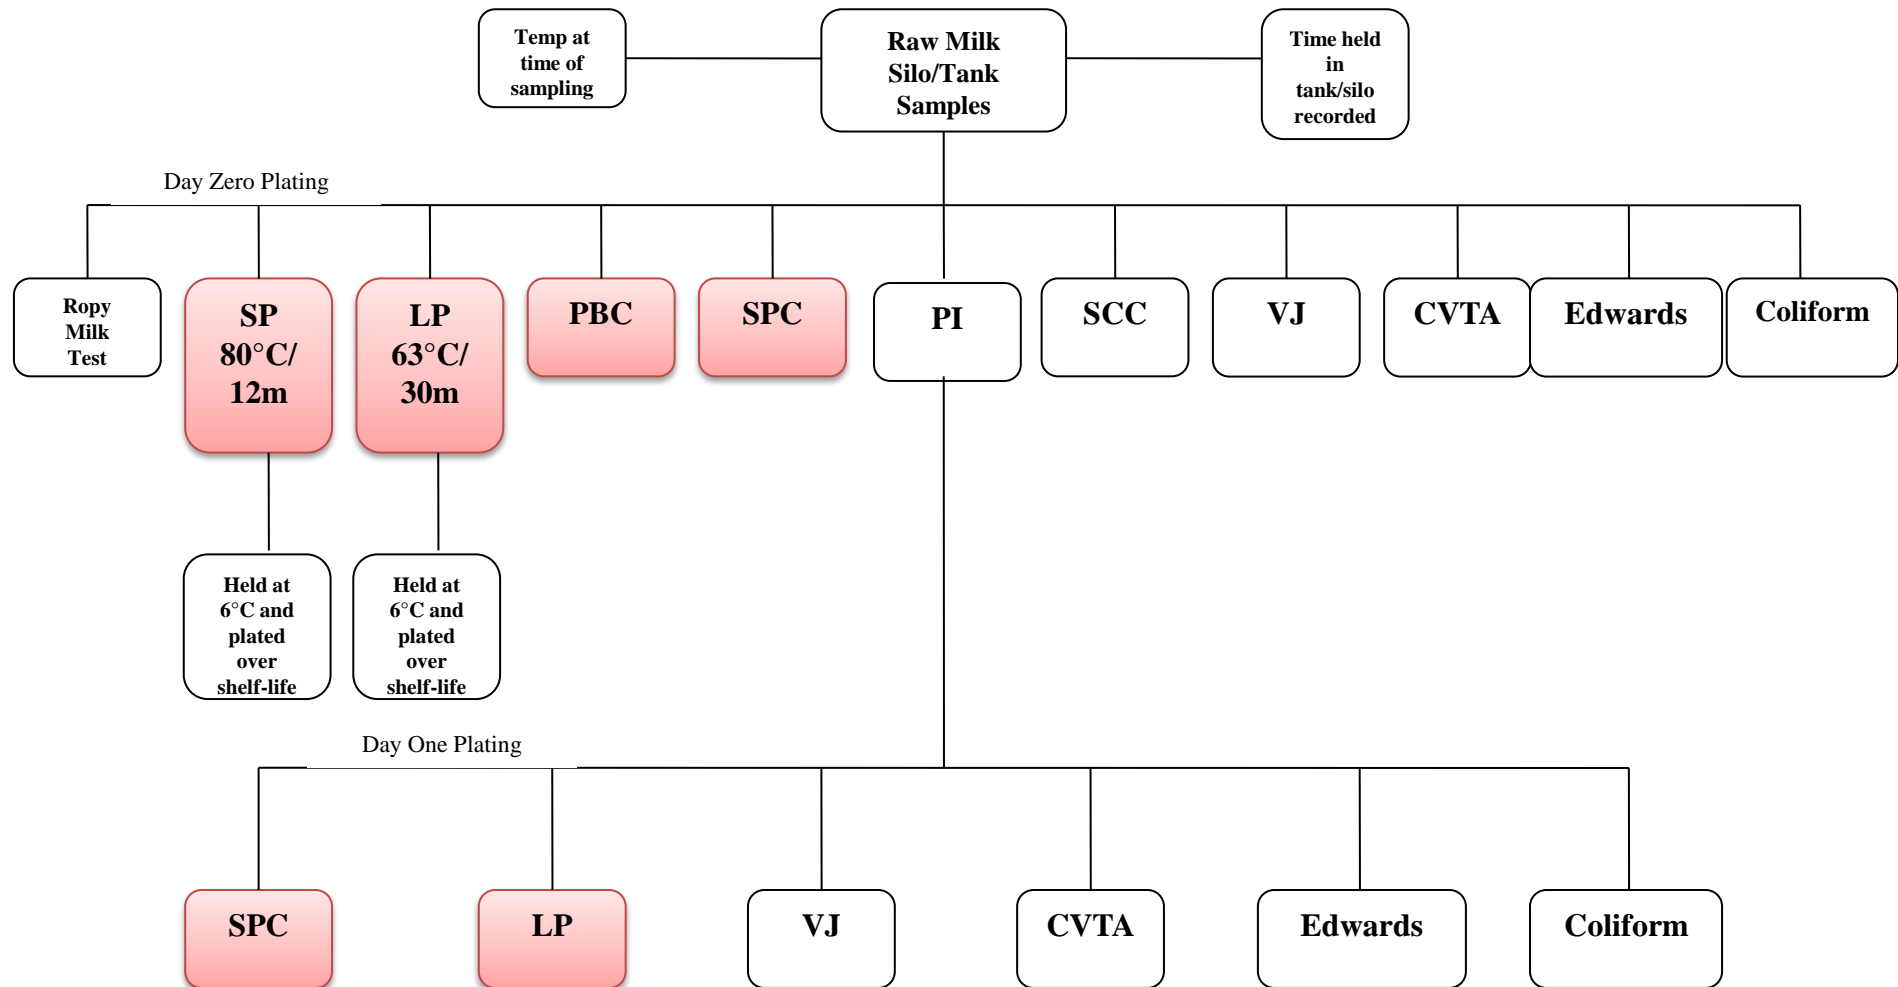 Temp at
time of
sampling
Raw Milk
Silo/Tank
Samples
Time held
in
tank/silo
recorded
Day Zero Plating
Ropy
Milk
Test
SP
80°C/
12m
LP
63°C/
30m
PBC
SPC
PI
SCC
VJ
CVTA
Edwards
Coliform
Held at
6°C and
plated
over
shelf-life
Held at
6°C and
plated
over
shelf-life
Day One Plating
SPC
LP
VJ
CVTA
Edwards
Coliform